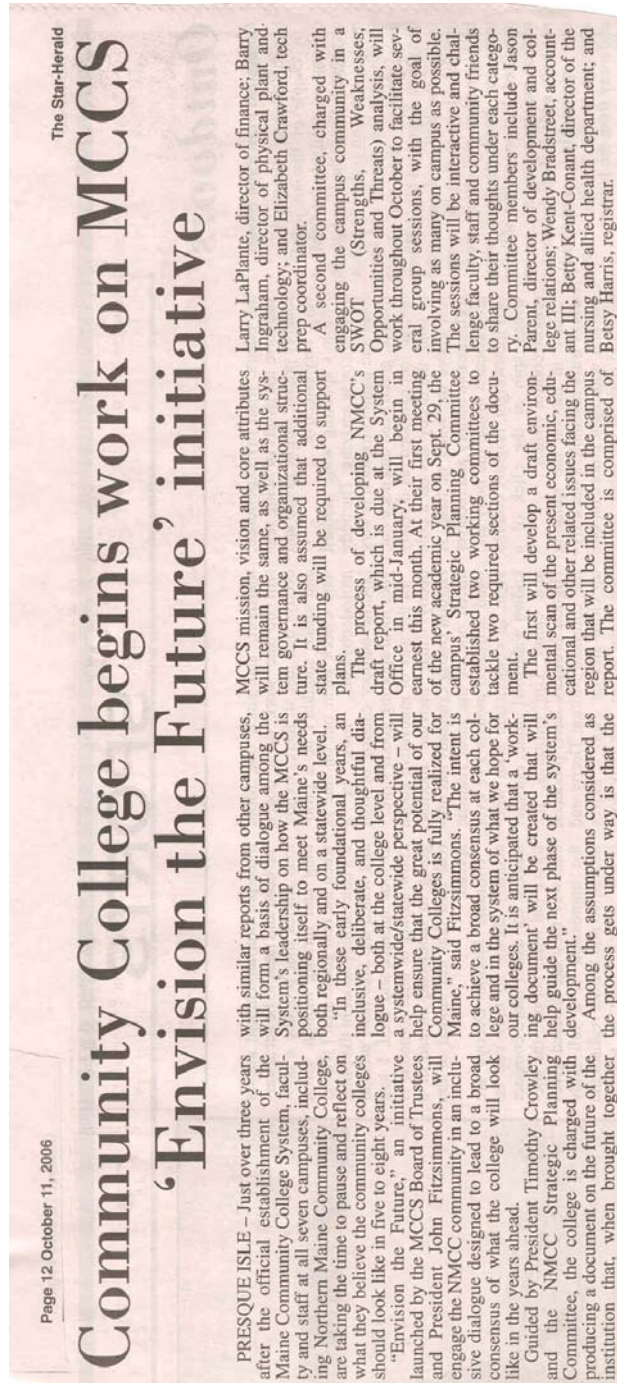 Page 12 October 11, 2006
The Star-Herald
Community College begins work on MCCS
‘Envision the Future’ initiative
PRESQUE ISLE – Just over three years
after the official establishment of the
Maine Community College System, facul-
ty and staff at all seven campuses, includ-
ing Northern Maine Community College,
are taking the time to pause and reflect on
what they believe the community colleges
should look like in five to eight years.
“Envision the Future,” an initiative
launched by the MCCS Board of Trustees
and President John Fitzsimmons, will
engage the NMCC community in an inclu-
sive dialogue designed to lead to a broad
consensus of what the college will look
like in the years ahead.
Guided by President Timothy Crowley
and the NMCC Strategic Planning
Committee, the college is charged with
producing a document on the future of the
institution that, when brought together
with similar reports from other campuses,
will form a basis of dialogue among the
System’s leadership on how the MCCS is
positioning itself to meet Maine’s needs
both regionally and on a statewide level.
“In these early foundational years, an
inclusive, deliberate, and thoughtful dia-
logue – both at the college level and from
a systemwide/statewide perspective – will
help ensure that the great potential of our
Community Colleges is fully realized for
Maine,” said Fitzsimmons. “The intent is
to achieve a broad consensus at each col-
lege and in the system of what we hope for
our colleges. It is anticipated that a ‘work-
ing document’ will be created that will
help guide the next phase of the system’s
development.”
Among the assumptions considered as
the process gets under way is that the
MCCS mission, vision and core attributes
will remain the same, as well as the sys-
tem governance and organizational struc-
ture. It is also assumed that additional
state funding will be required to support
plans.
The process of developing NMCC’s
draft report, which is due at the System
Office in mid-January, will begin in
earnest this month. At their first meeting
of the new academic year on Sept. 29, the
campus’ Strategic Planning Committee
established two working committees to
tackle two required sections of the docu-
ment.
The first will develop a draft environ-
mental scan of the present economic, edu-
cational and other related issues facing the
region that will be included in the campus
report. The committee is comprised of
Larry LaPlante, director of finance; Barry
Ingraham, director of physical plant and
technology; and Elizabeth Crawford, tech
prep coordinator.
A second committee, charged with
engaging the campus community in a
SWOT (Strengths, Weaknesses,
Opportunities and Threats) analysis, will
work throughout October to facilitate sev-
eral group sessions, with the goal of
involving as many on campus as possible.
The sessions will be interactive and chal-
lenge faculty, staff and community friends
to share their thoughts under each catego-
ry. Committee members include Jason
Parent, director of development and col-
lege relations; Wendy Bradstreet, account-
ant III; Betty Kent-Conant, director of the
nursing and allied health department; and
Betsy Harris, registrar.